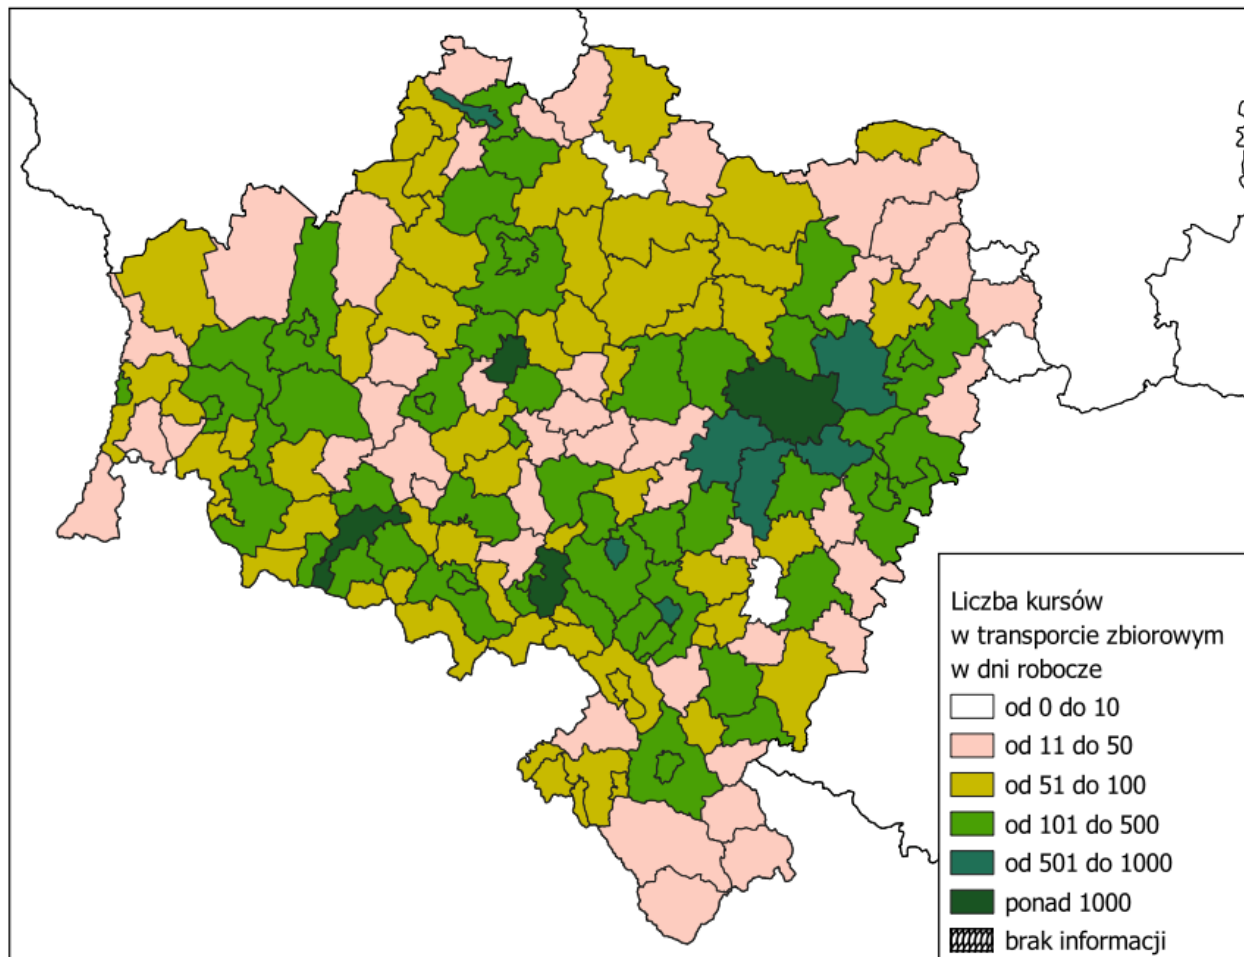 Liczba kursów
w transporcie zbiorowym
w dni robocze
od 0 do 10
od 11 do 50
od 51 do 100
od 101 do 500
od 501 do 1000
ponad 1000
brak informacji